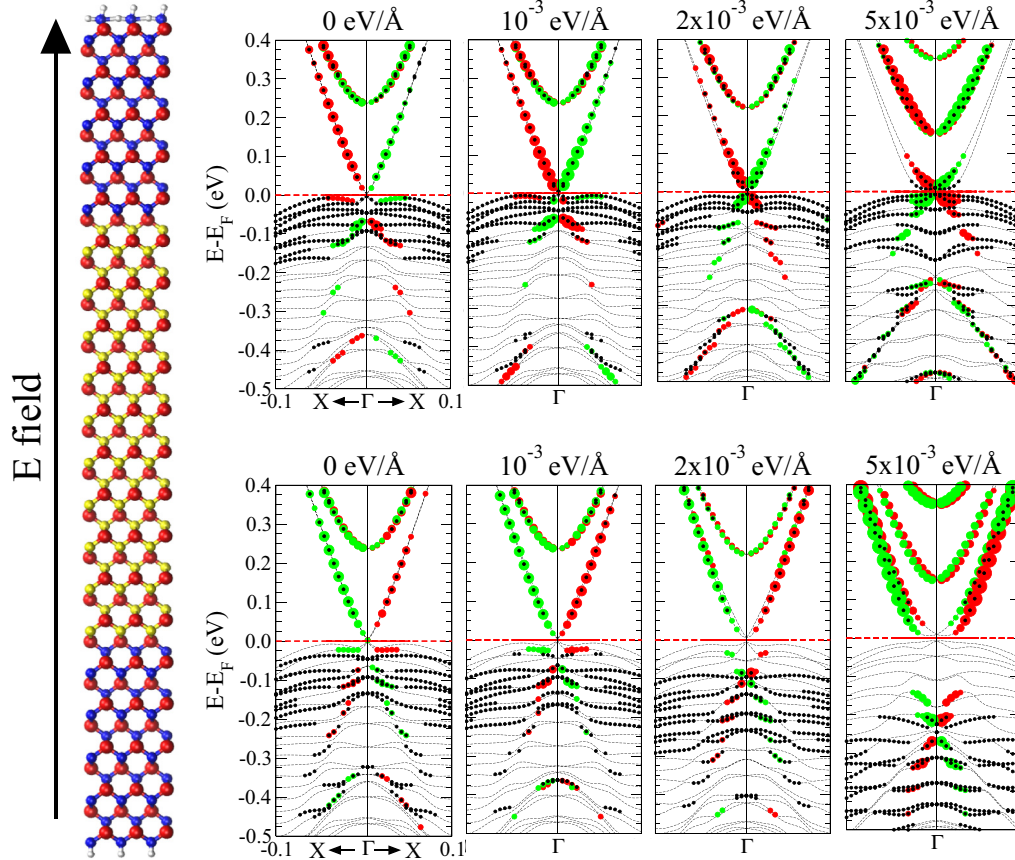 E field
0 eV/Å
10⁻³ eV/Å
2x10⁻³ eV/Å
5x10⁻³ eV/Å
E-E_F (eV)
0.4
0.3
0.2
0.1
0.0
-0.1
-0.2
-0.3
-0.4
-0.5
-0.1 X ← Γ → X 0.1
Γ
Γ
Γ
0 eV/Å
10⁻³ eV/Å
2x10⁻³ eV/Å
5x10⁻³ eV/Å
E-E_F (eV)
0.4
0.3
0.2
0.1
0.0
-0.1
-0.2
-0.3
-0.4
-0.5
-0.1 X ← Γ → X 0.1
Γ
Γ
Γ